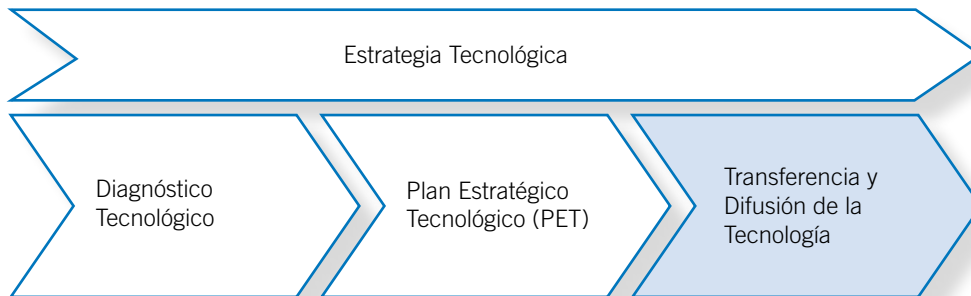 Estrategia Tecnológica
Diagnóstico
Tecnológico
Plan Estratégico
Tecnológico (PET)
Transferencia y
Difusión de la
Tecnología